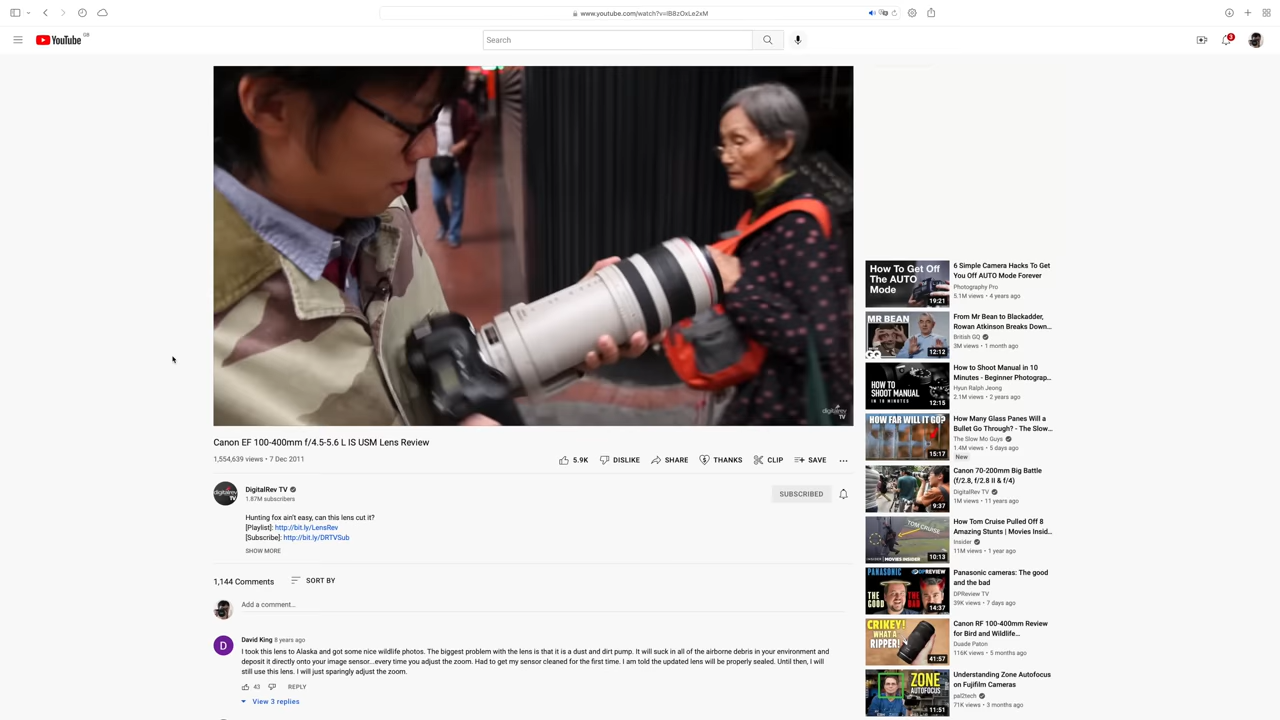 www.youtube.com/watch?v=IB8zOxLe2xM
YouTube GB
Search
3
digitalrev
TV
Canon EF 100-400mm f/4.5-5.6 L IS USM Lens Review
1,554,639 views • 7 Dec 2011
5.9K DISLIKE SHARE THANKS CLIP SAVE ...
digitalrev
DigitalRev TV
1.87M subscribers
SUBSCRIBED
Hunting fox ain't easy, can this lens cut it?
[Playlist]: http://bit.ly/LensRev
[Subscribe]: http://bit.ly/DRTVSub
SHOW MORE
1,144 Comments SORT BY
Add a comment...
D
David King 8 years ago
I took this lens to Alaska and got some nice wildlife photos. The biggest problem with the lens is that it is a dust and dirt pump. It will suck in all of the airborne debris in your environment and
deposit it directly onto your image sensor...every time you adjust the zoom. Had to get my sensor cleaned for the first time. I am told the updated lens will be properly sealed. Until then, I will
still use this lens. I will just sparingly adjust the zoom.
43 REPLY
View 3 replies
How To Get Off
The AUTO
Mode
19:21
6 Simple Camera Hacks To Get
You Off AUTO Mode Forever
Photography Pro
5.1M views • 4 years ago
MR BEAN
GQ
12:12
From Mr Bean to Blackadder,
Rowan Atkinson Breaks Down...
British GQ
3M views • 1 month ago
HOW TO
SHOOT MANUAL
IN 10 MINUTES
12:15
How to Shoot Manual in 10
Minutes - Beginner Photograp...
Hyun Ralph Jeong
2.1M views • 2 years ago
HOW FAR WILL IT GO?
15:17
How Many Glass Panes Will a
Bullet Go Through? - The Slow...
The Slow Mo Guys
1.4M views • 5 days ago
New
9:37
Canon 70-200mm Big Battle
(f/2.8, f/2.8 II & f/4)
DigitalRev TV
1M views • 11 years ago
TOM CRUISE
MOVIES INSIDER
10:13
How Tom Cruise Pulled Off 8
Amazing Stunts | Movies Insid...
Insider
11M views • 1 year ago
PANASONIC
DPREVIEW
THE THE
GOOD BAD
14:37
Panasonic cameras: The good
and the bad
DPReview TV
39K views • 7 days ago
CRIKEY!
WHAT A
RIPPER!
41:57
Canon RF 100-400mm Review
for Bird and Wildlife...
Duade Paton
116K views • 5 months ago
ZONE
AUTOFOCUS
11:51
Understanding Zone Autofocus
on Fujifilm Cameras
pal2tech
71K views • 3 months ago